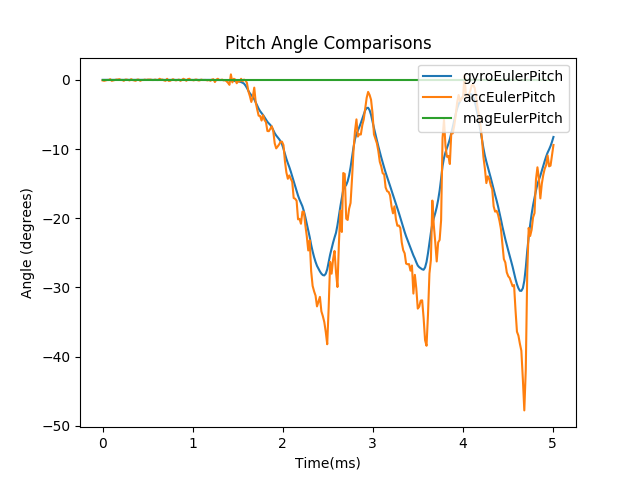 Pitch Angle Comparisons
gyroEulerPitch
accEulerPitch
magEulerPitch
Angle (degrees)
0
−10
−20
−30
−40
−50
0 1 2 3 4 5
Time(ms)